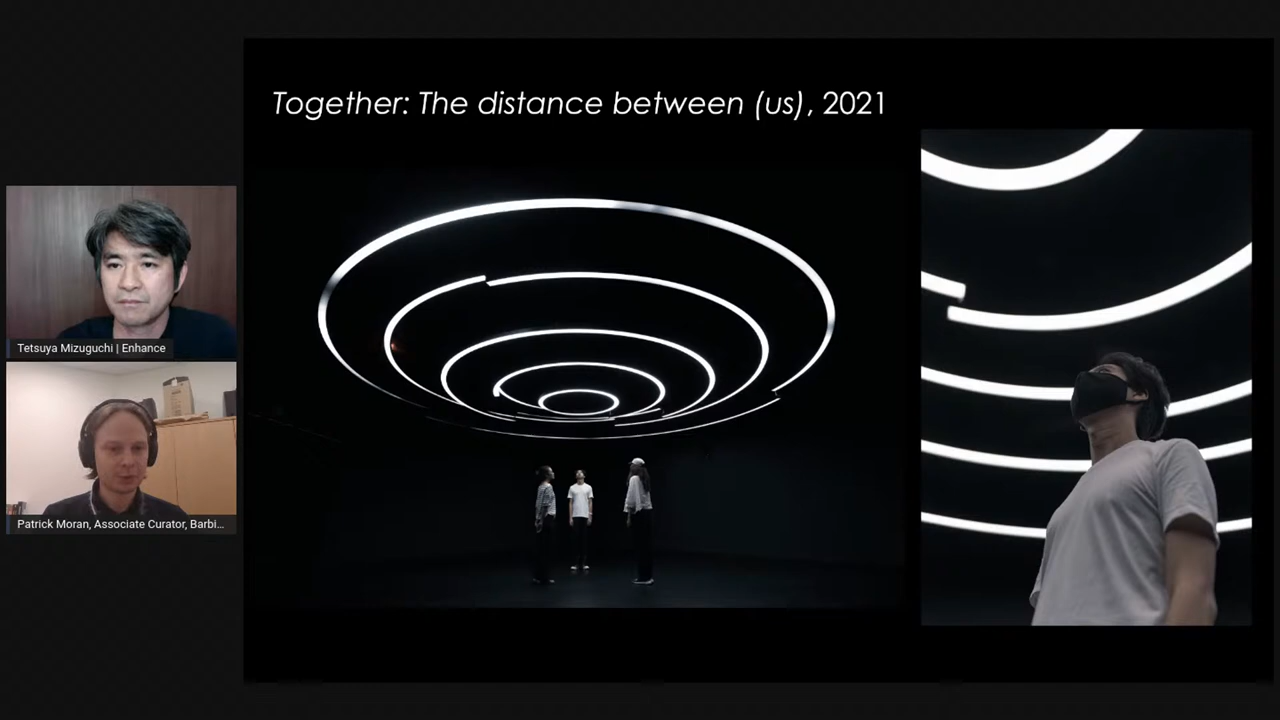 Together: The distance between (us), 2021
Tetsuya Mizuguchi | Enhance
Patrick Moran, Associate Curator, Barbi...